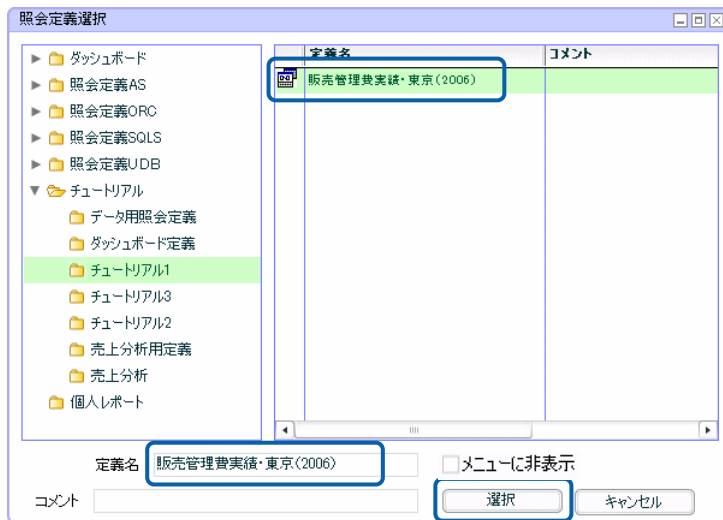 照会定義選択
ダッシュボード
照会定義AS
照会定義ORC
照会定義SQLS
照会定義UDB
チュートリアル
データ用照会定義
ダッシュボード定義
チュートリアル1
チュートリアル3
チュートリアル2
売上分析用定義
売上分析
個人レポート
定義名 コメント
販売管理費実績・東京(2006)
定義名 販売管理費実績・東京(2006) メニューに非表示
コメント 選択 キャンセル